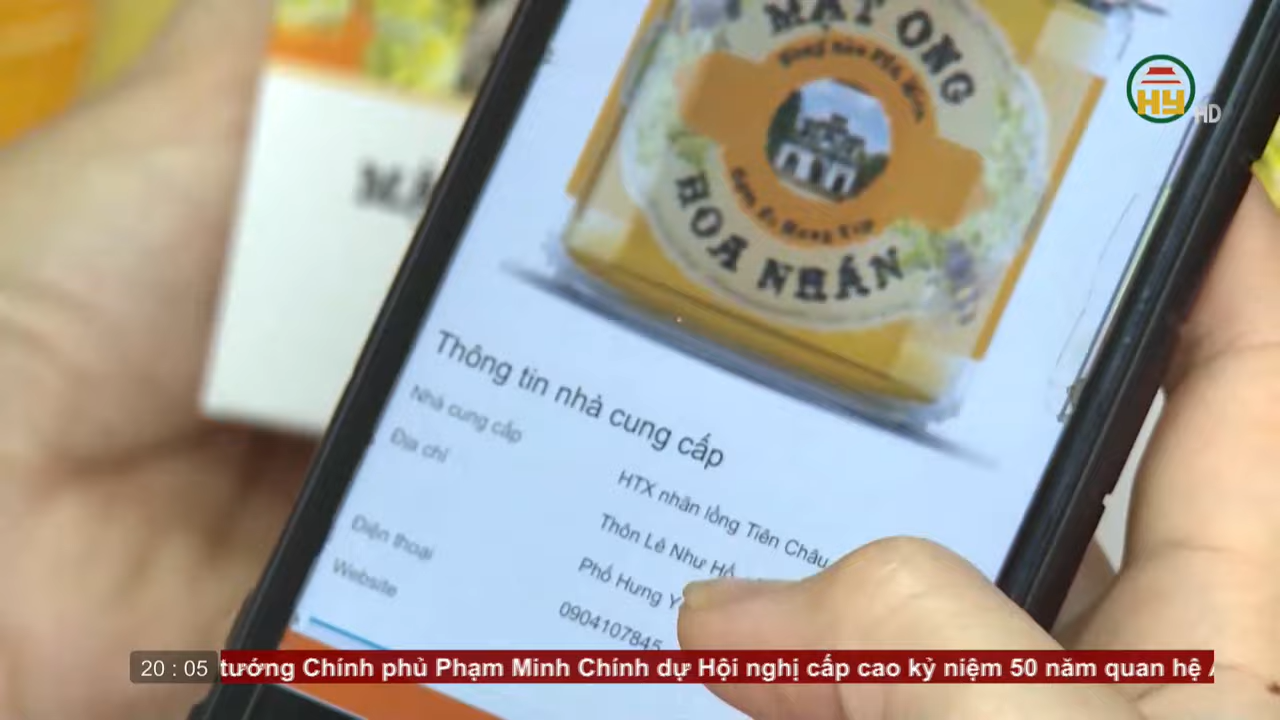 MẬT ONG
HOA NHÃN
HY HD
Thông tin nhà cung cấp
Nhà cung cấp
HTX nhãn lồng Tiên Châu
Địa chỉ
Thôn Lê Như Hổ
Phố Hưng Y
Điện thoại
0904107845
Website
20 : 05
tướng Chính phủ Phạm Minh Chính dự Hội nghị cấp cao kỷ niệm 50 năm quan hệ